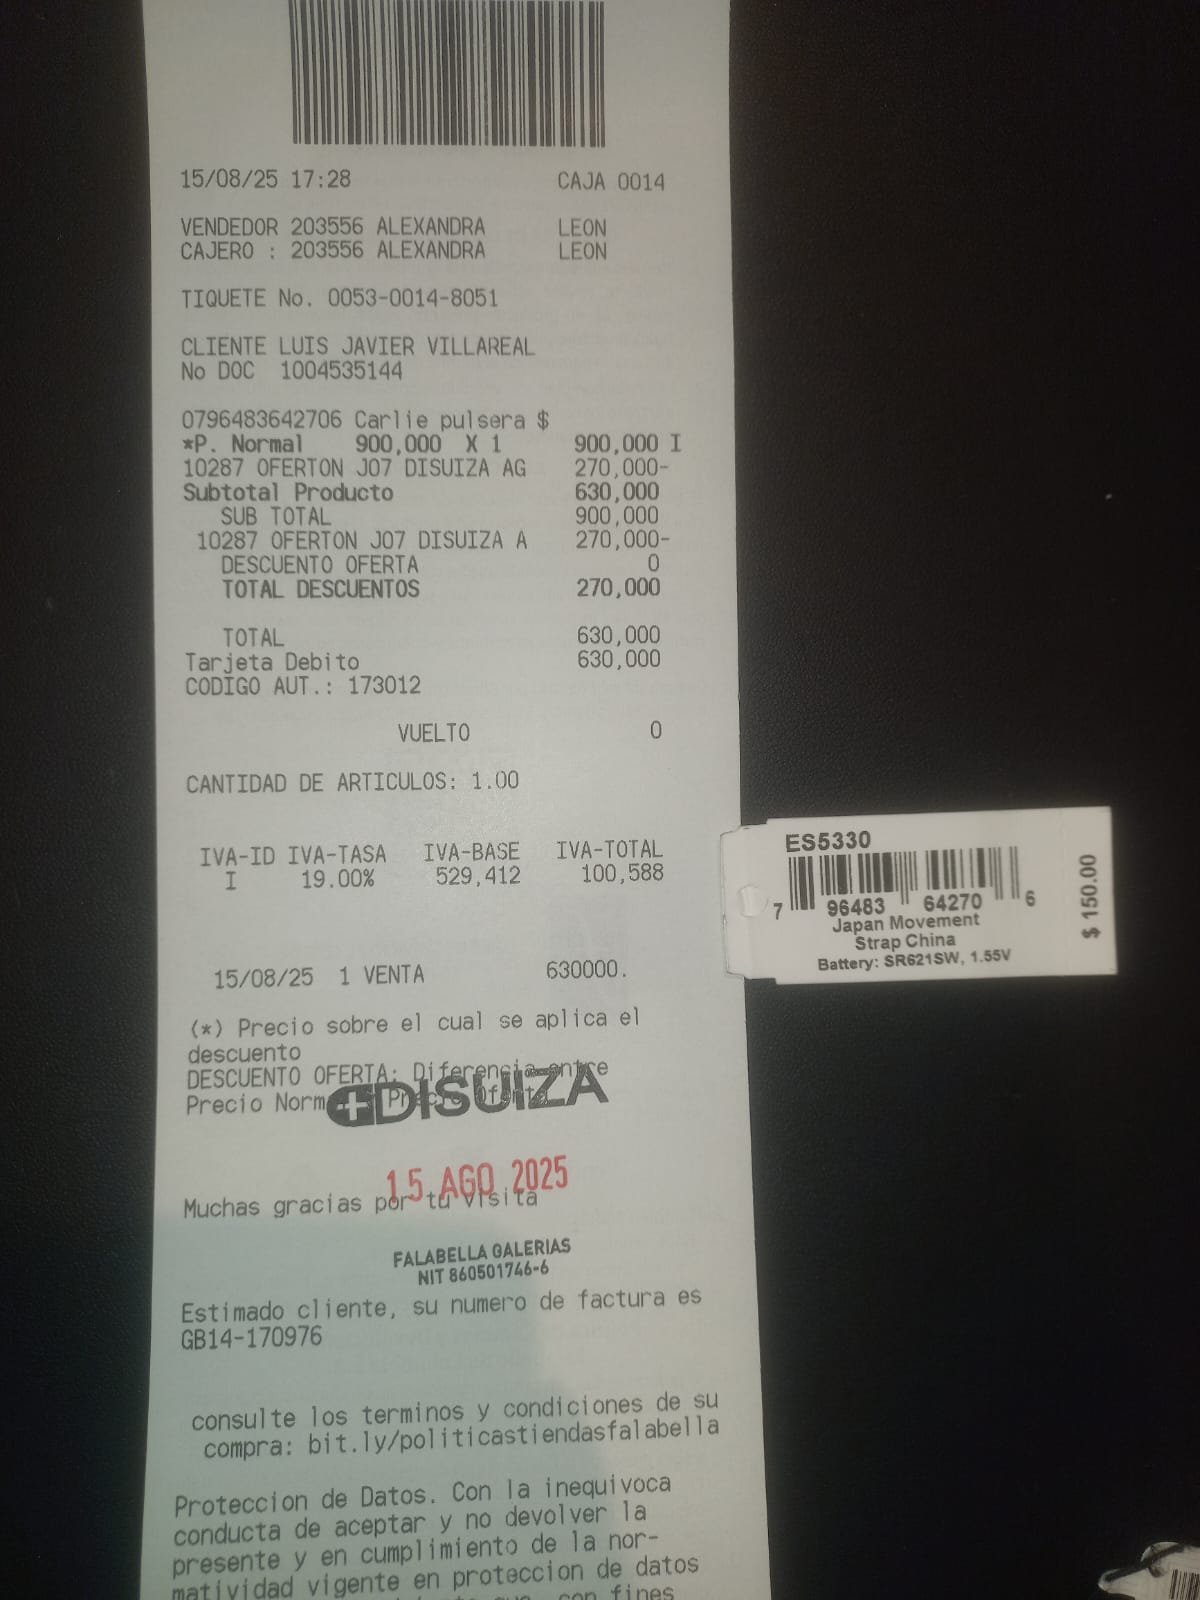 15/08/25 17:28 CAJA 0014
VENDEDOR 203556 ALEXANDRA LEON
CAJERO : 203556 ALEXANDRA LEON
TIQUETE No. 0053-0014-8051
CLIENTE LUIS JAVIER VILLAREAL
No DOC 1004535144
0796483642706 Carlie pulsera $
*P. Normal 900,000 X 1 900,000 I
10287 OFERTON J07 DISUIZA AG 270,000-
Subtotal Producto 630,000
SUB TOTAL 900,000
10287 OFERTON J07 DISUIZA A 270,000-
DESCUENTO OFERTA 0
TOTAL DESCUENTOS 270,000
TOTAL 630,000
Tarjeta Debito 630,000
CODIGO AUT.: 173012
VUELTO 0
CANTIDAD DE ARTICULOS: 1.00
IVA-ID IVA-TASA IVA-BASE IVA-TOTAL
I 19.00% 529,412 100,588
15/08/25 1 VENTA 630000.
(*) Precio sobre el cual se aplica el
descuento
DESCUENTO OFERTA: Diferencia entre
Precio Norm Precio Oferta
DISUIZA
15 AGO 2025
Muchas gracias por tu visita
FALABELLA GALERIAS
NIT 860501746-6
Estimado cliente, su numero de factura es
GB14-170976
consulte los terminos y condiciones de su
compra: bit.ly/politicastiendasfalabella
Proteccion de Datos. Con la inequivoca
conducta de aceptar y no devolver la
presente y en cumplimiento de la nor-
matividad vigente en proteccion de datos
con fines
ES5330
7 96483 64270 6
Japan Movement
Strap China
Battery: SR621SW, 1.55V
$ 150.00